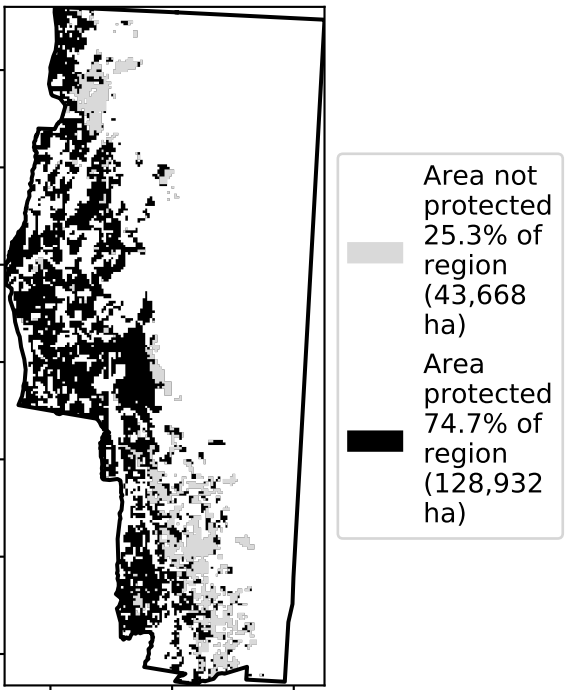 Area not
protected
25.3% of
region
(43,668
ha)
Area
protected
74.7% of
region
(128,932
ha)